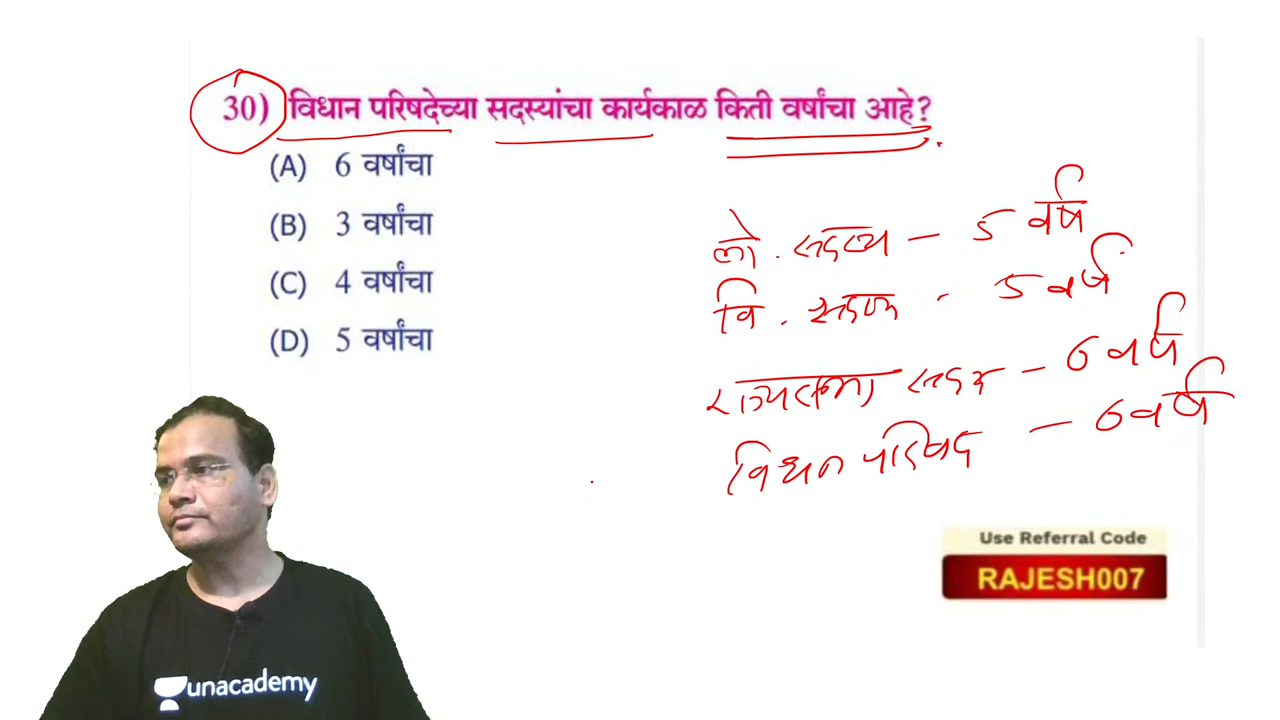 30) विधान परिषदेच्या सदस्यांचा कार्यकाळ किती वर्षांचा आहे?
(A) 6 वर्षांचा
(B) 3 वर्षांचा
(C) 4 वर्षांचा
(D) 5 वर्षांचा
लो. सदस्य - 5 वर्ष
वि. सदस्य - 5 वर्ष
राज्यसभा सदस्य - 6 वर्ष
विधान परिषद - 6 वर्ष
Use Referral Code
RAJESH007
unacademy